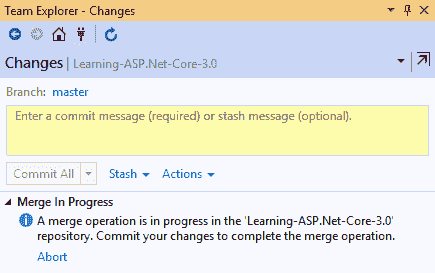 Team Explorer - Changes
Changes | Learning-ASP.Net-Core-3.0
Branch: master
Enter a commit message (required) or stash message (optional).
Commit All Stash Actions
Merge In Progress
A merge operation is in progress in the 'Learning-ASP.Net-Core-3.0'
repository. Commit your changes to complete the merge operation.
Abort